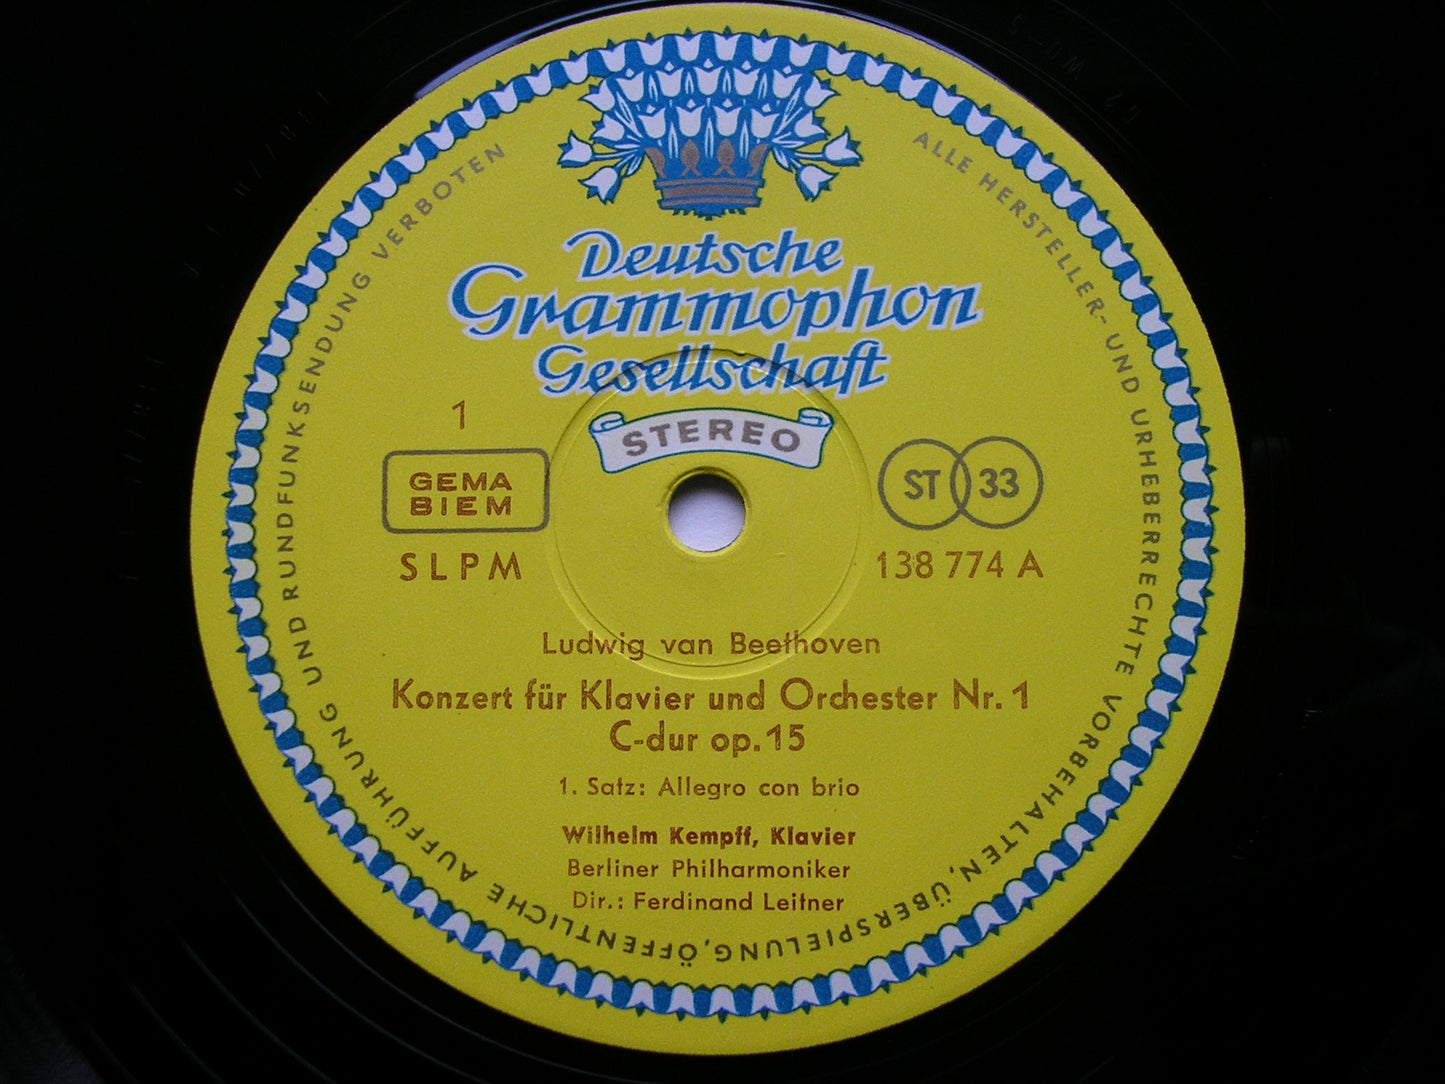 Deutsche
Grammophon
Gesellschaft
STEREO
1
GEMA
BIEM
SLPM
ST 33
138 774 A
Ludwig van Beethoven
Konzert für Klavier und Orchester Nr. 1
C-dur op. 15
1. Satz: Allegro con brio
Wilhelm Kempff, Klavier
Berliner Philharmoniker
Dir.: Ferdinand Leitner
ALLE HERSTELLER- UND URHEBERRECHTE VORBEHALTEN, ÜBERSPIELUNG, ÖFFENTLICHE AUFFÜHRUNG UND RUNDFUNKSENDUNG VERBOTEN